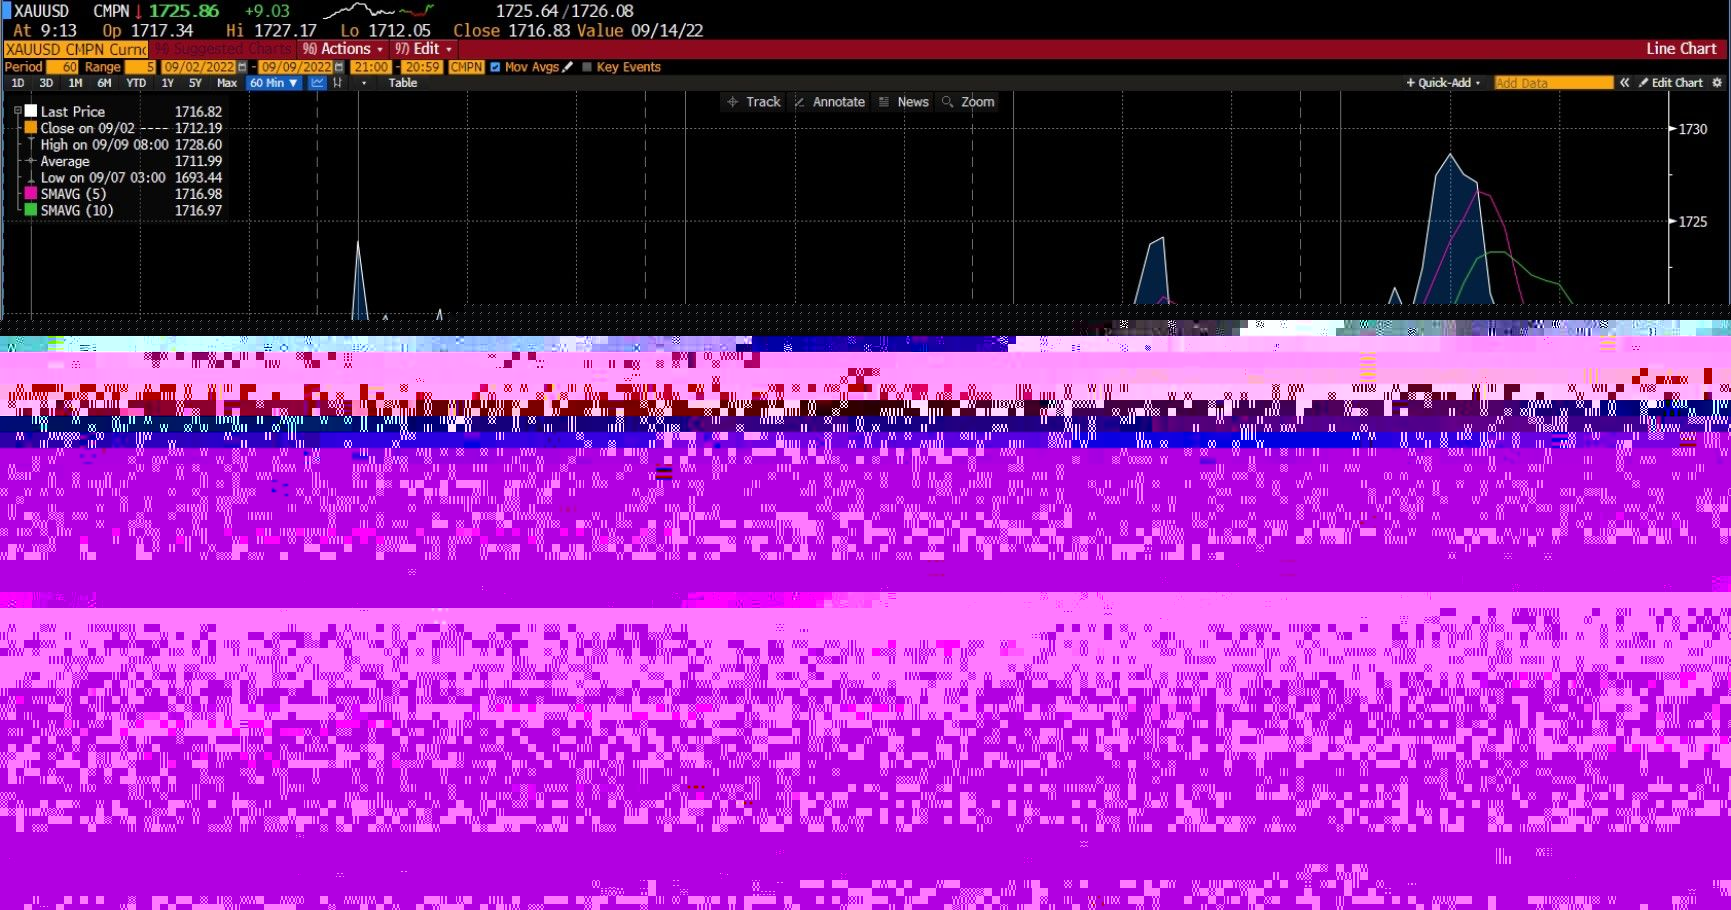 XAUUSD CMPN ↓ 1725.86 +9.03 1725.64/1726.08
At 9:13 Op 1717.34 Hi 1727.17 Lo 1712.05 Close 1716.83 Value 09/14/22
XAUUSD CMPN Curnc 94) Suggested Charts 96) Actions 97) Edit Line Chart
Period 60 Range 5 09/02/2022 - 09/09/2022 21:00 - 20:59 CMPN Mov Avgs Key Events
1D 3D 1M 6M YTD 1Y 5Y Max 60 Min ▼ Table + Quick-Add Add Data « Edit Chart
Track Annotate News Zoom
Last Price 1716.82
Close on 09/02 ---- 1712.19
High on 09/09 08:00 1728.60
Average 1711.99
Low on 09/07 03:00 1693.44
SMAVG (5) 1716.98
SMAVG (10) 1716.97
1730
1725